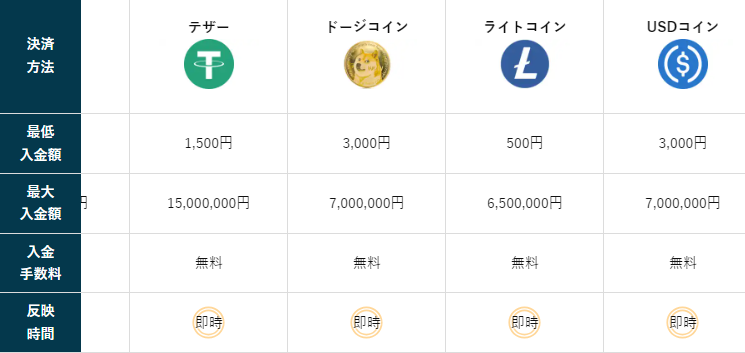 決済
方法
テザー
ドージコイン
ライトコイン
USDコイン
最低
入金額
1,500円
3,000円
500円
3,000円
最大
入金額
円
15,000,000円
7,000,000円
6,500,000円
7,000,000円
入金
手数料
無料
無料
無料
無料
反映
時間
即時
即時
即時
即時